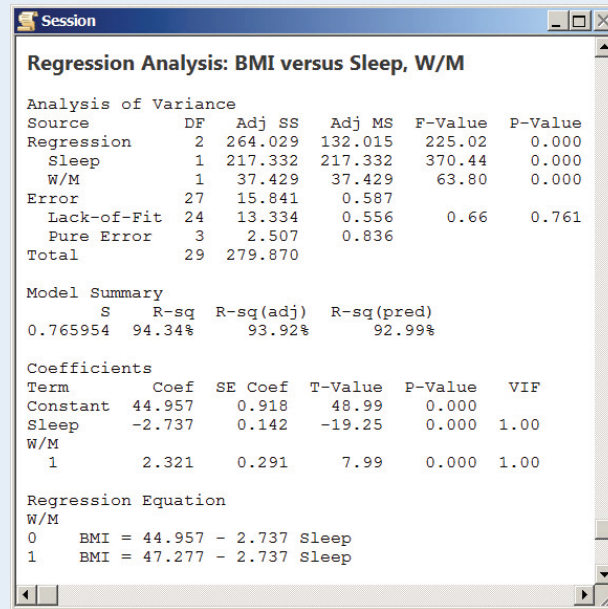 Session
Regression Analysis: BMI versus Sleep, W/M
Analysis of Variance
Source DF Adj SS Adj MS F-Value P-Value
Regression 2 264.029 132.015 225.02 0.000
Sleep 1 217.332 217.332 370.44 0.000
W/M 1 37.429 37.429 63.80 0.000
Error 27 15.841 0.587
Lack-of-Fit 24 13.334 0.556 0.66 0.761
Pure Error 3 2.507 0.836
Total 29 279.870
Model Summary
S R-sq R-sq(adj) R-sq(pred)
0.765954 94.34% 93.92% 92.99%
Coefficients
Term Coef SE Coef T-Value P-Value VIF
Constant 44.957 0.918 48.99 0.000
Sleep -2.737 0.142 -19.25 0.000 1.00
W/M
1 2.321 0.291 7.99 0.000 1.00
Regression Equation
W/M
0 BMI = 44.957 - 2.737 Sleep
1 BMI = 47.277 - 2.737 Sleep